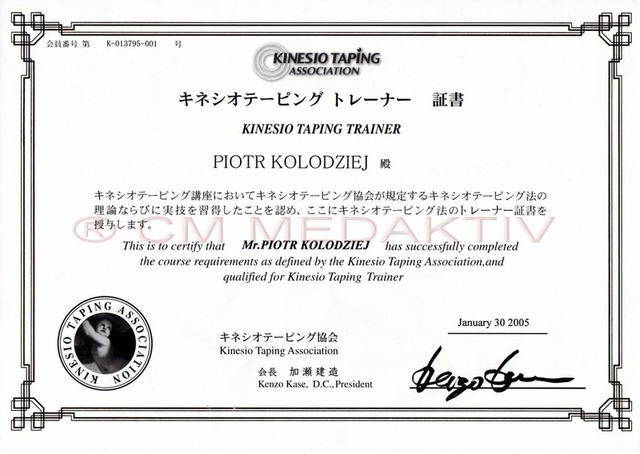 会員番号 第 K-013795-001 号
KINESIO TAPING
ASSOCIATION
キネシオテーピング トレーナー 証書
KINESIO TAPING TRAINER
PIOTR KOLODZIEJ 殿
キネシオテーピング講座においてキネシオテーピング協会が規定するキネシオテーピング法の
理論ならびに実技を習得したことを認め、ここにキネシオテーピング法のトレーナー証書を
授与します。
® CM MEDAKTIV
This is to certify that Mr.PIOTR KOLODZIEJ has successfully completed
the course requirements as defined by the Kinesio Taping Association,and
qualified for Kinesio Taping Trainer
KINESIO TAPING ASSOCIATION
キネシオテーピング協会
Kinesio Taping Association
会長 加瀬建造
Kenzo Kase, D.C.,President
January 30 2005
Kenzo Kase